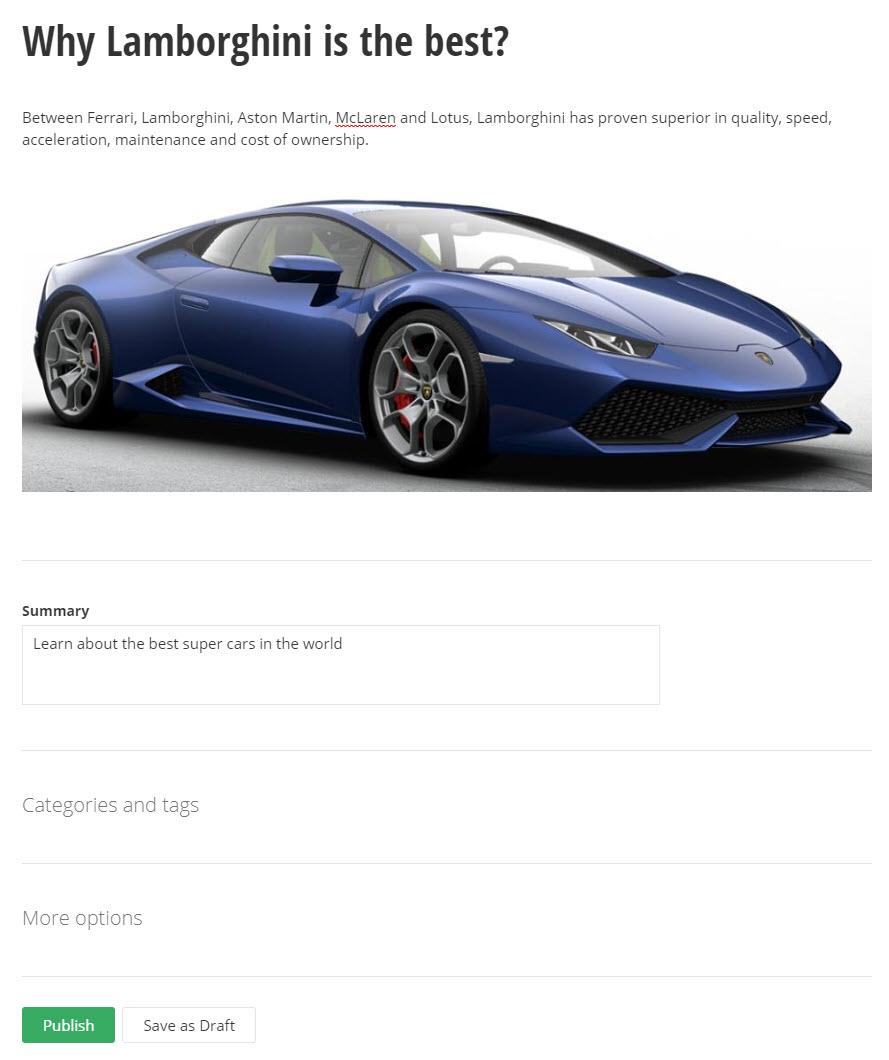 Why Lamborghini is the best?
Between Ferrari, Lamborghini, Aston Martin, McLaren and Lotus, Lamborghini has proven superior in quality, speed,
acceleration, maintenance and cost of ownership.
Summary
Learn about the best super cars in the world
Categories and tags
More options
Publish Save as Draft